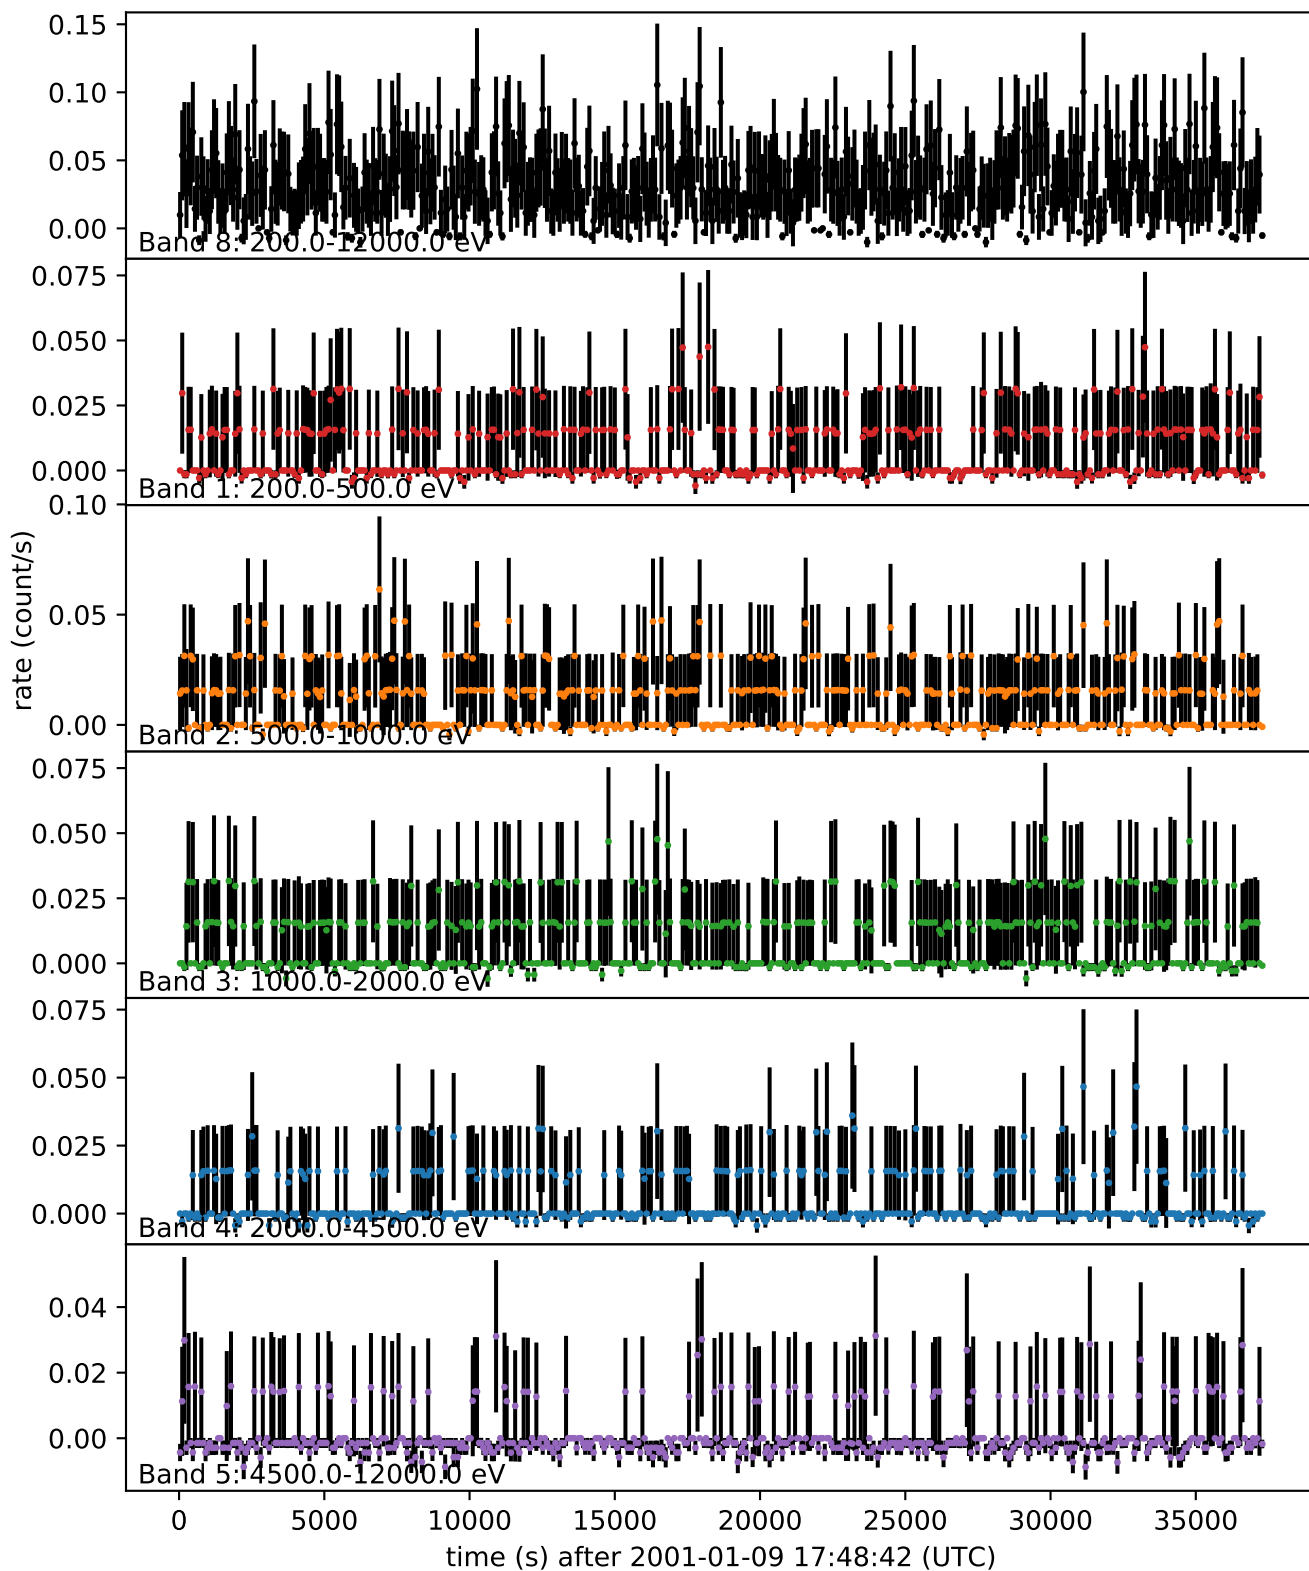 0.15
0.10
0.05
0.00
Band 8: 200.0-12000.0 eV
0.075
0.050
0.025
0.000
Band 1: 200.0-500.0 eV
rate (count/s)
0.10
0.05
0.00
Band 2: 500.0-1000.0 eV
0.075
0.050
0.025
0.000
Band 3: 1000.0-2000.0 eV
0.075
0.050
0.025
0.000
Band 4: 2000.0-4500.0 eV
0.04
0.02
0.00
Band 5: 4500.0-12000.0 eV
0 5000 10000 15000 20000 25000 30000 35000
time (s) after 2001-01-09 17:48:42 (UTC)